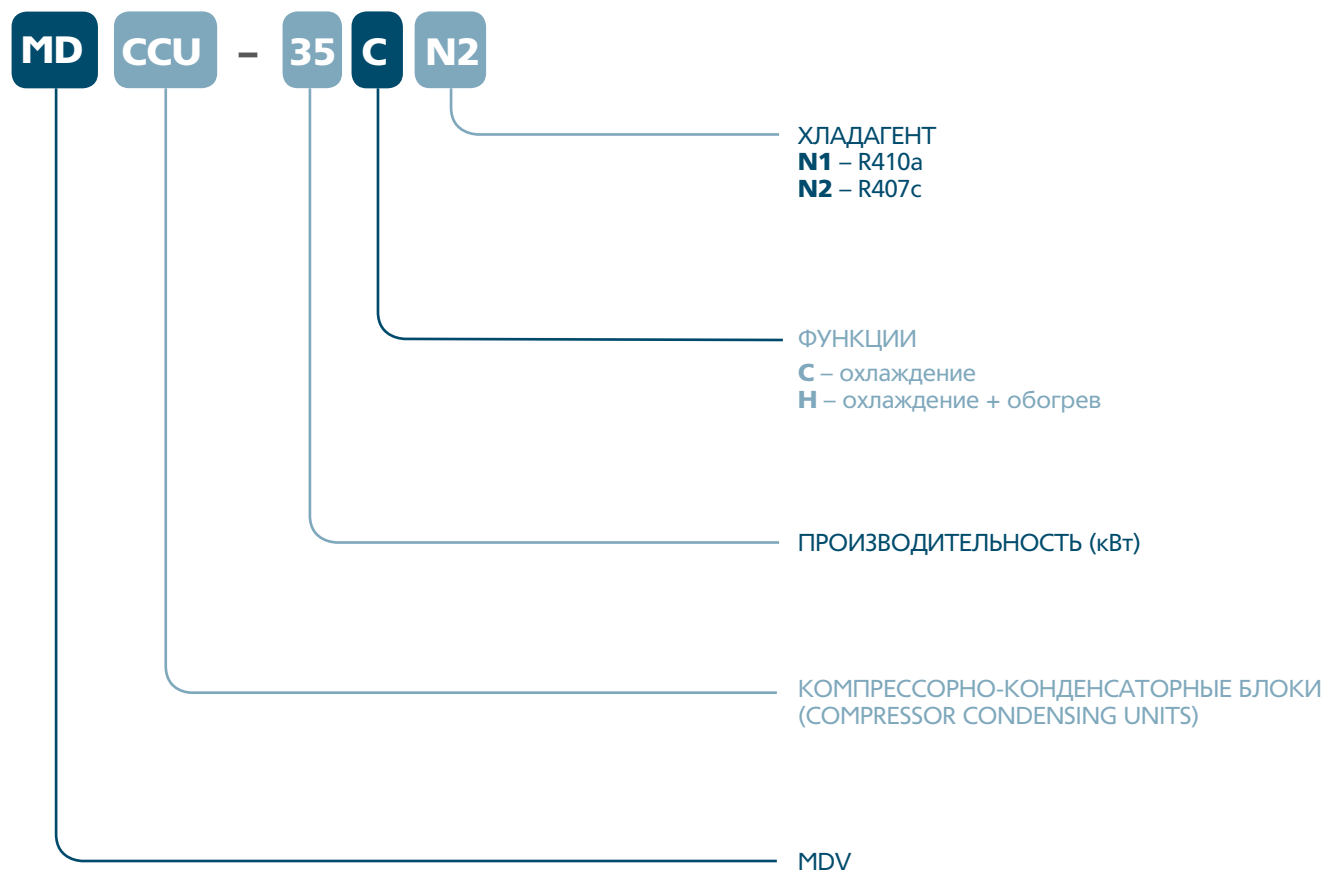 MD CCU – 35 C N2
ХЛАДАГЕНТ
N1 – R410a
N2 – R407c
ФУНКЦИИ
C – охлаждение
H – охлаждение + обогрев
ПРОИЗВОДИТЕЛЬНОСТЬ (кВт)
КОМПРЕССОРНО-КОНДЕНСАТОРНЫЕ БЛОКИ
(COMPRESSOR CONDENSING UNITS)
MDV